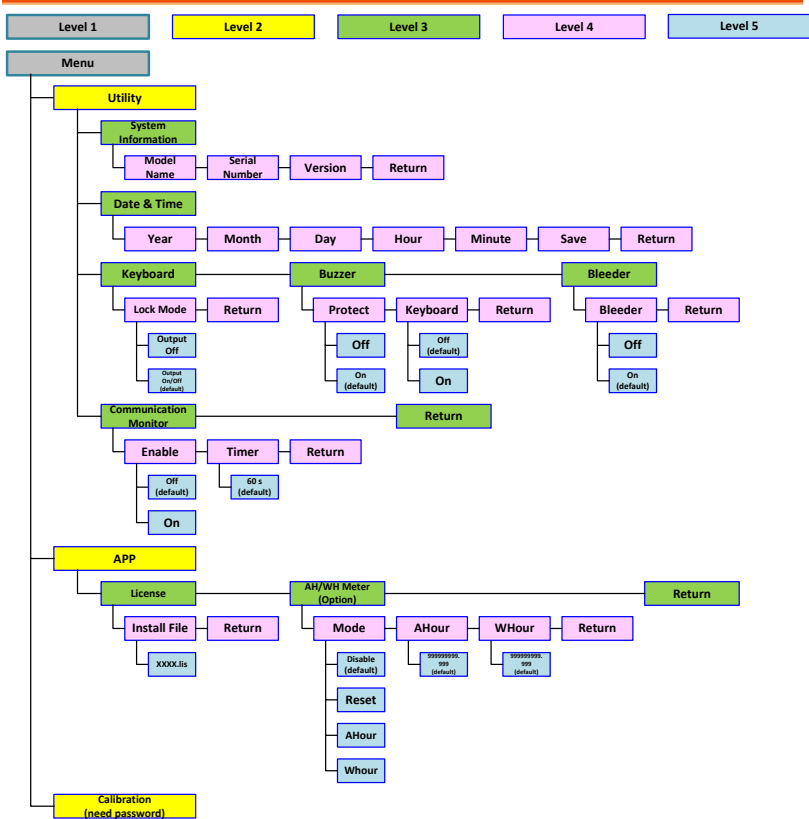 Level 1
Level 2
Level 3
Level 4
Level 5
Menu
Utility
System
Information
Model
Name
Serial
Number
Version
Return
Date & Time
Year
Month
Day
Hour
Minute
Save
Return
Keyboard
Buzzer
Bleeder
Lock Mode
Return
Protect
Keyboard
Return
Bleeder
Return
Output
Off
Off
Off
(default)
Off
Output
On/Off
(default)
On
(default)
On
On
(default)
Communication
Monitor
Return
Enable
Timer
Return
Off
(default)
60 s
(default)
On
APP
License
AH/WH Meter
(Option)
Return
Install File
Return
Mode
AHour
WHour
Return
XXXX.lis
Disable
(default)
999999999.
999
(default)
999999999.
999
(default)
Reset
AHour
Whour
Calibration
(need password)